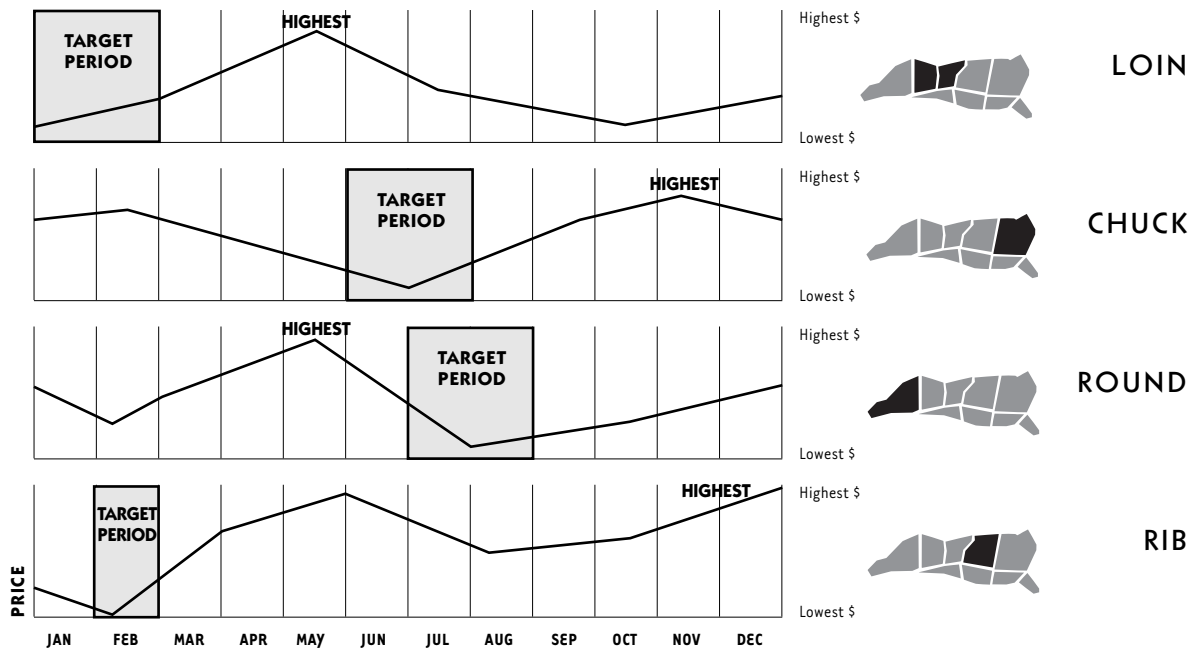 HIGHEST
TARGET
PERIOD
Highest $
Lowest $
LOIN
HIGHEST
TARGET
PERIOD
Highest $
Lowest $
CHUCK
HIGHEST
TARGET
PERIOD
Highest $
Lowest $
ROUND
HIGHEST
TARGET
PERIOD
Highest $
Lowest $
RIB
PRICE
JAN FEB MAR APR MAY JUN JUL AUG SEP OCT NOV DEC